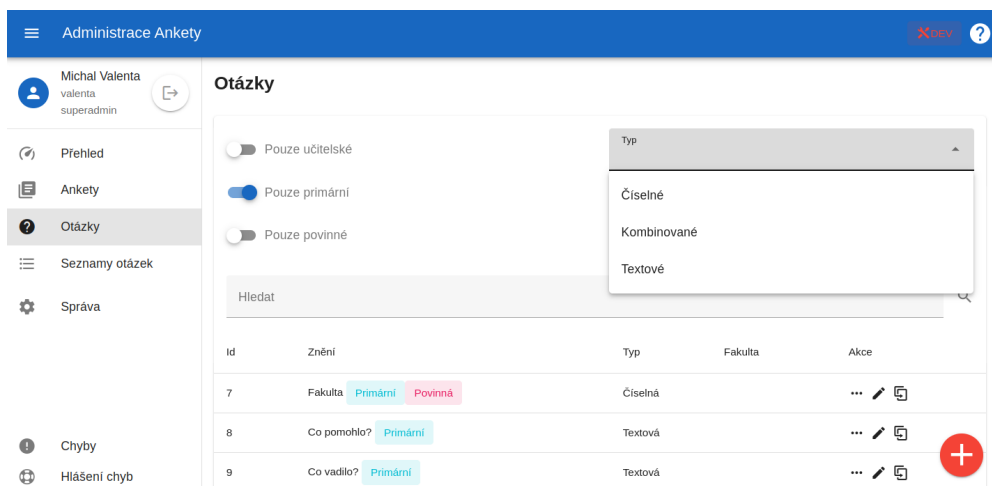 Administrace Ankety
DEV
Michal Valenta
valenta
superadmin
Přehled
Ankety
Otázky
Seznamy otázek
Správa
Chyby
Hlášení chyb
Otázky
Pouze učitelské
Pouze primární
Pouze povinné
Typ
Číselné
Kombinované
Textové
Hledat
Id Znění Typ Fakulta Akce
7 Fakulta Primární Povinná Číselná
8 Co pomohlo? Primární Textová
9 Co vadilo? Primární Textová